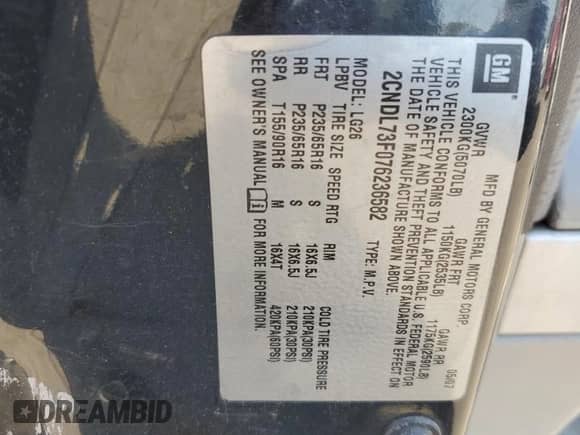 GM
MFD BY GENERAL MOTORS CORP. 05/07
GVWR GAWR FRT GAWR RR
2300KG(5070LB) 1150KG(2535LB) 1175KG(2590LB)
THIS VEHICLE CONFORMS TO ALL APPLICABLE U.S. FEDERAL MOTOR
VEHICLE SAFETY AND THEFT PREVENTION STANDARDS IN EFFECT ON
THE DATE OF MANUFACTURE SHOWN ABOVE.
2CNDL73F076236582 TYPE: M.P.V.
MODEL: LG26
LPBV TIRE SIZE SPEED RTG RIM COLD TIRE PRESSURE
FRT P235/65R16 S 16X6.5J 210KPA(30PSI)
RR P235/65R16 S 16X6.5J 210KPA(30PSI)
SPA T155/90R16 M 16X4T 420KPA(60PSI)
SEE OWNER'S MANUAL FOR MORE INFORMATION.
DREAMBID